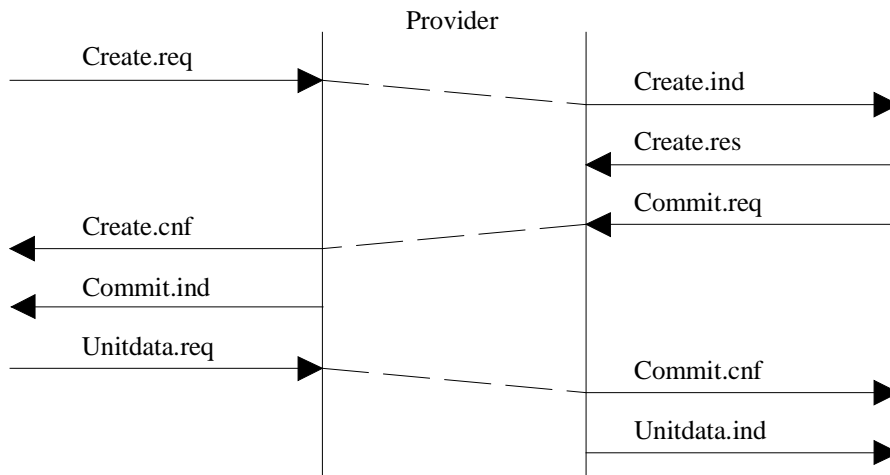 Provider
Create.req
Create.ind
Create.res
Commit.req
Create.cnf
Commit.ind
Unitdata.req
Commit.cnf
Unitdata.ind